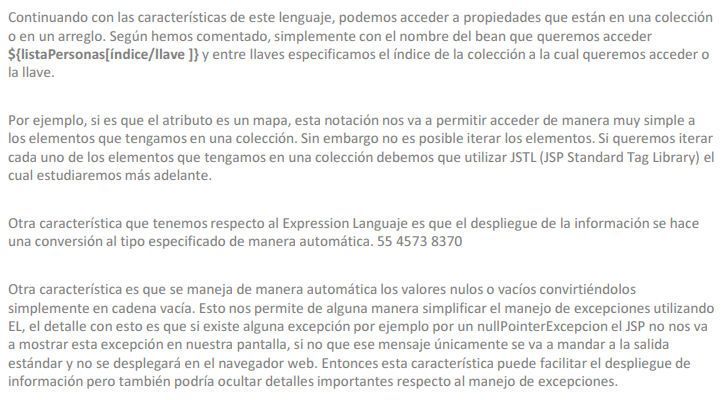 Continuando con las características de este lenguaje, podemos acceder a propiedades que están en una colección
o en un arreglo. Según hemos comentado, simplemente con el nombre del bean que queremos acceder
${listaPersonas[índice/llave ]} y entre llaves especificamos el índice de la colección a la cual queremos acceder o
la llave.
Por ejemplo, si es que el atributo es un mapa, esta notación nos va a permitir acceder de manera muy simple a
los elementos que tengamos en una colección. Sin embargo no es posible iterar los elementos. Si queremos iterar
cada uno de los elementos que tengamos en una colección debemos que utilizar JSTL (JSP Standard Tag Library) el
cual estudiaremos más adelante.
Otra característica que tenemos respecto al Expression Languaje es que el despliegue de la información se hace
una conversión al tipo especificado de manera automática. 55 4573 8370
Otra característica es que se maneja de manera automática los valores nulos o vacíos convirtiéndolos
simplemente en cadena vacía. Esto nos permite de alguna manera simplificar el manejo de excepciones utilizando
EL, el detalle con esto es que si existe alguna excepción por ejemplo por un nullPointerExcepcion el JSP no nos va
a mostrar esta excepción en nuestra pantalla, si no que ese mensaje únicamente se va a mandar a la salida
estándar y no se desplegará en el navegador web. Entonces esta característica puede facilitar el despliegue de
información pero también podría ocultar detalles importantes respecto al manejo de excepciones.